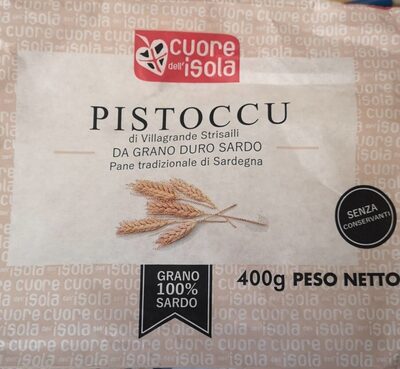 cuore
dell'isola
PISTOCCU
di Villagrande Strisaili
DA GRANO DURO SARDO
Pane tradizionale di Sardegna
SENZA
CONSERVANTI
GRANO
100%
SARDO
400g PESO NETTO